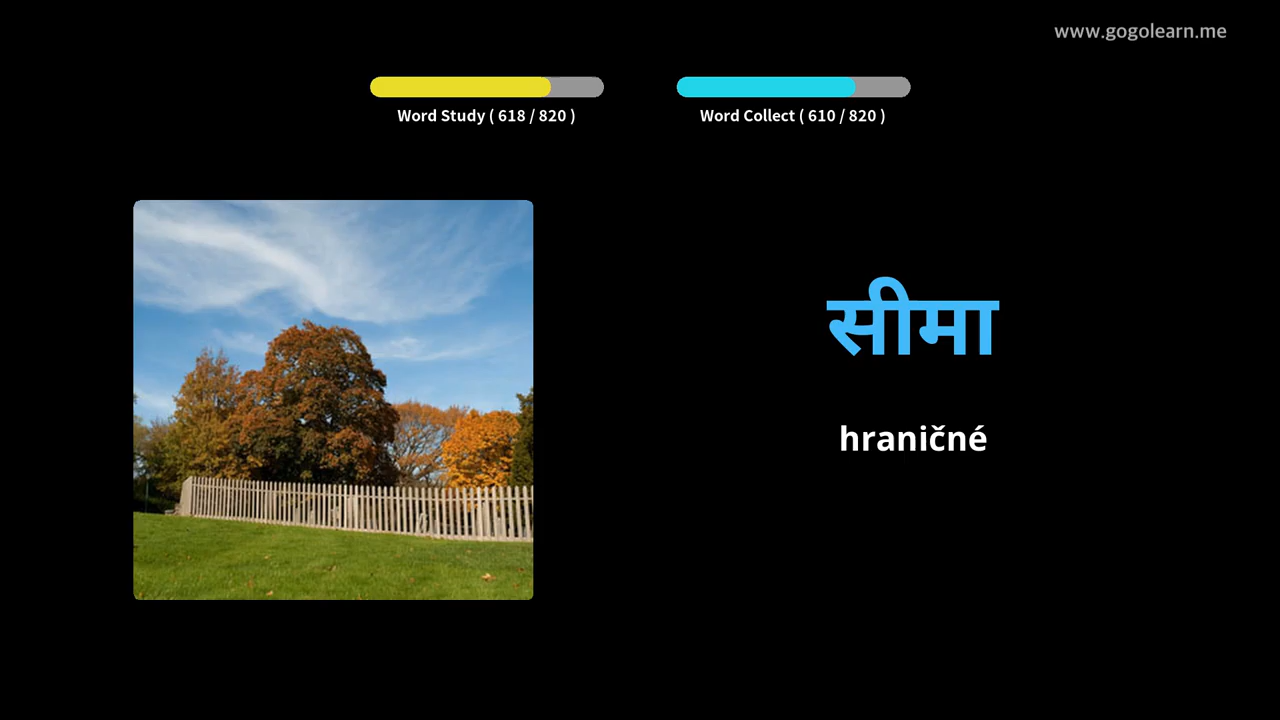 www.gogolearn.me
Word Study ( 618 / 820 )
Word Collect ( 610 / 820 )
सीमा
hraničné